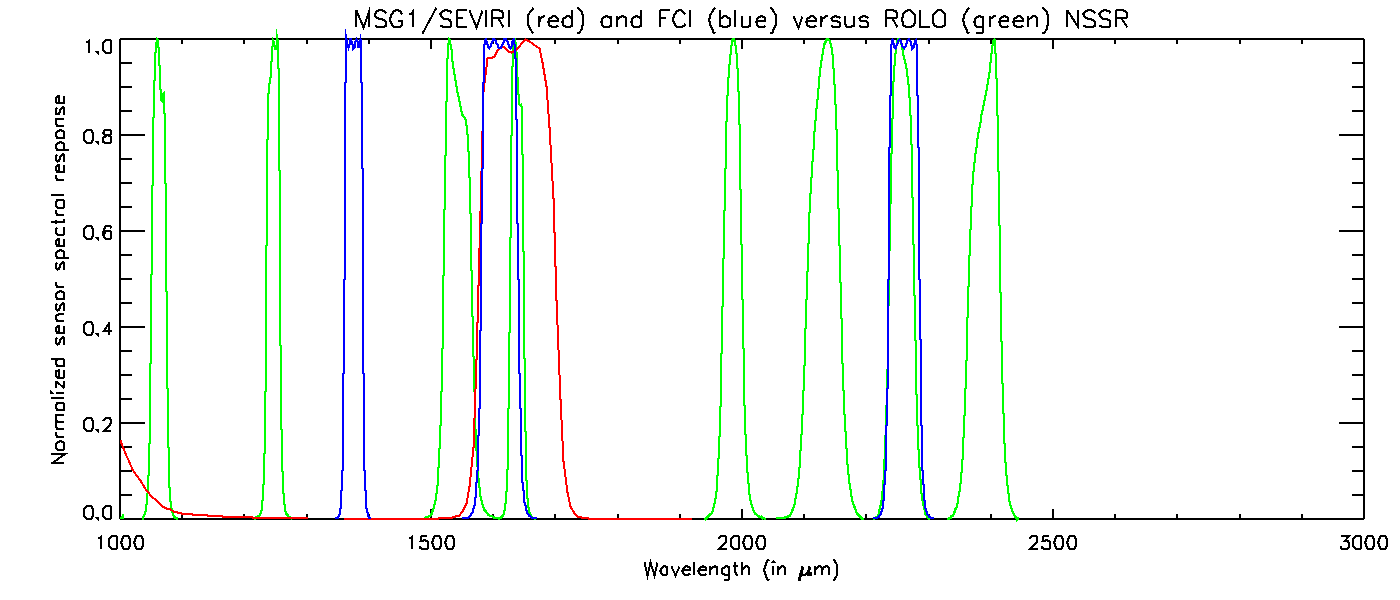 MSG1/SEVIRI (red) and FCI (blue) versus ROLO (green) NSSR
Normalized sensor spectral response
1.0
0.8
0.6
0.4
0.2
0.0
1000 1500 2000 2500 3000
Wavelength (in μm)